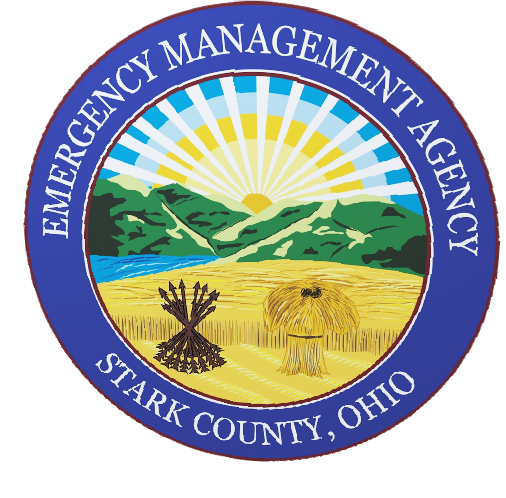 EMERGENCY MANAGEMENT AGENCY
STARK COUNTY, OHIO